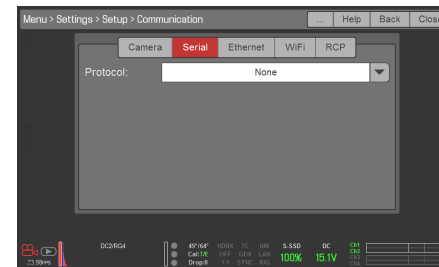 Menu > Settings > Setup > Communication
... Help Back Close
Camera Serial Ethernet WiFi RCP
Protocol: None
DC2/RG4 45°/64° HDRX TC RM S-SSD DC Ch1
Cal:T/E OFF GEN LAN 100% 15.1V Ch2
23.98FPS Drop:0 1:1 SYNC RIG Ch3
Ch4